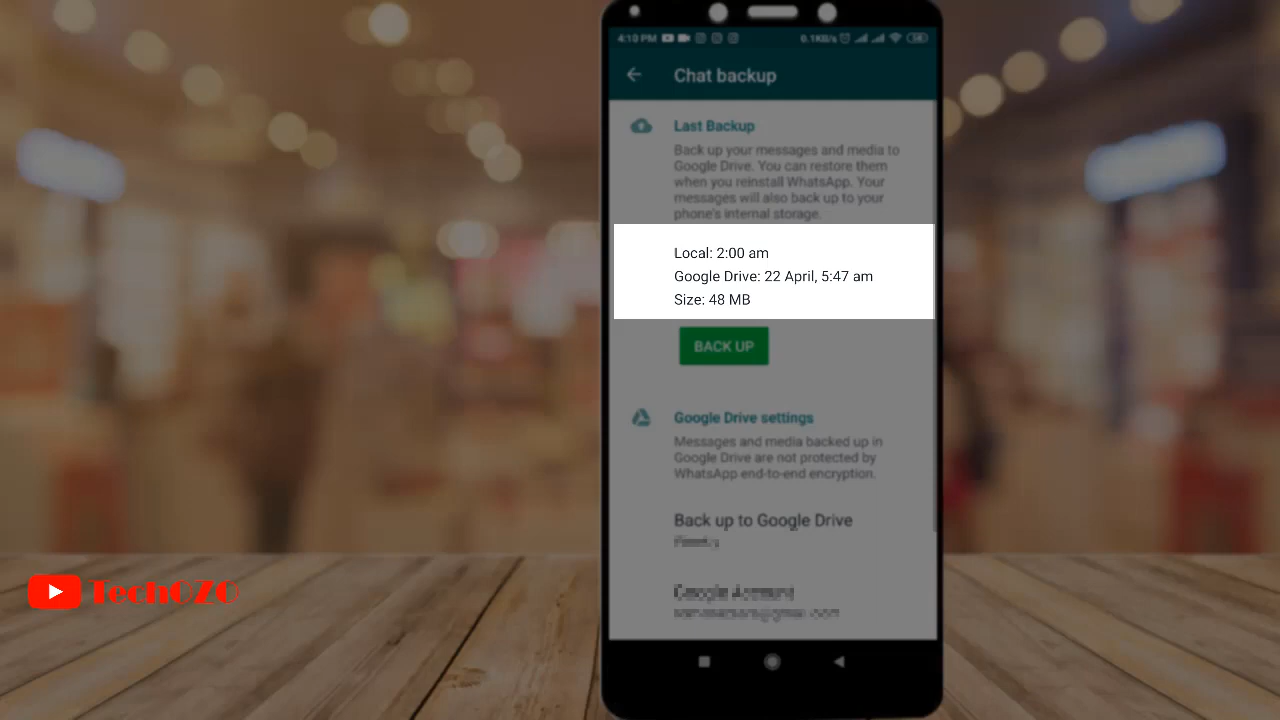 4:10 PM
0.1KB/s
Chat backup
Last Backup
Back up your messages and media to
Google Drive. You can restore them
when you reinstall WhatsApp. Your
messages will also back up to your
phone's internal storage.
Local: 2:00 am
Google Drive: 22 April, 5:47 am
Size: 48 MB
BACK UP
Google Drive settings
Messages and media backed up in
Google Drive are not protected by
WhatsApp end-to-end encryption.
Back up to Google Drive
Google Account
TechOZO